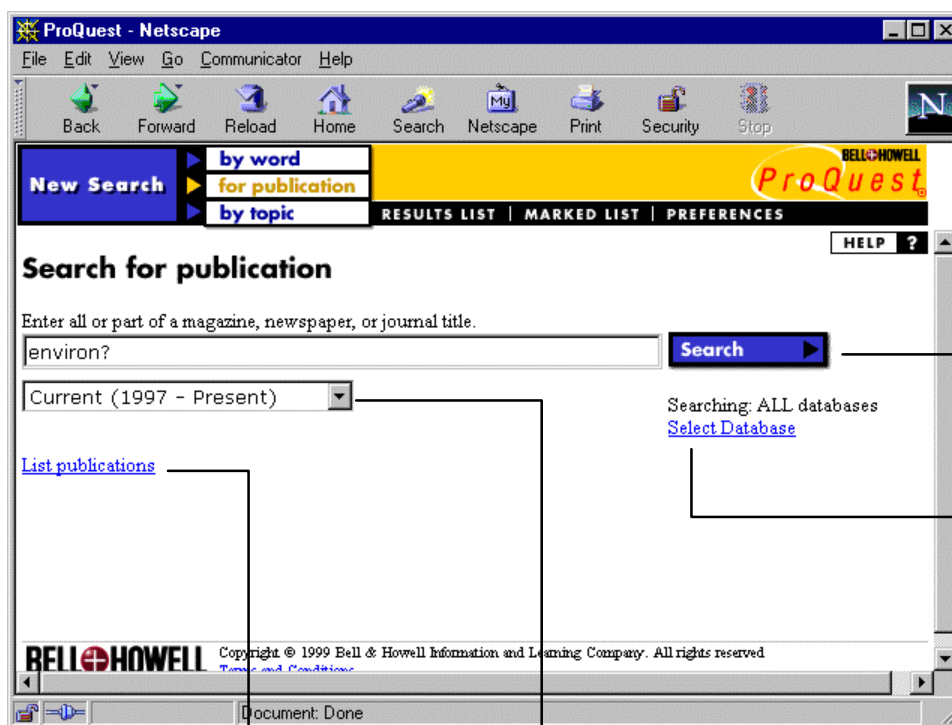 ProQuest - Netscape
File Edit View Go Communicator Help
Back Forward Reload Home Search Netscape Print Security Stop
My
N
New Search
by word
for publication
by topic
BELL+HOWELL
ProQuest
RESULTS LIST | MARKED LIST | PREFERENCES
HELP ?
Search for publication
Enter all or part of a magazine, newspaper, or journal title.
environ?
Search
Current (1997 - Present)
Searching: ALL databases
Select Database
List publications
BELL+HOWELL
Copyright © 1999 Bell & Howell Information and Learning Company. All rights reserved
Terms and Conditions
Document: Done